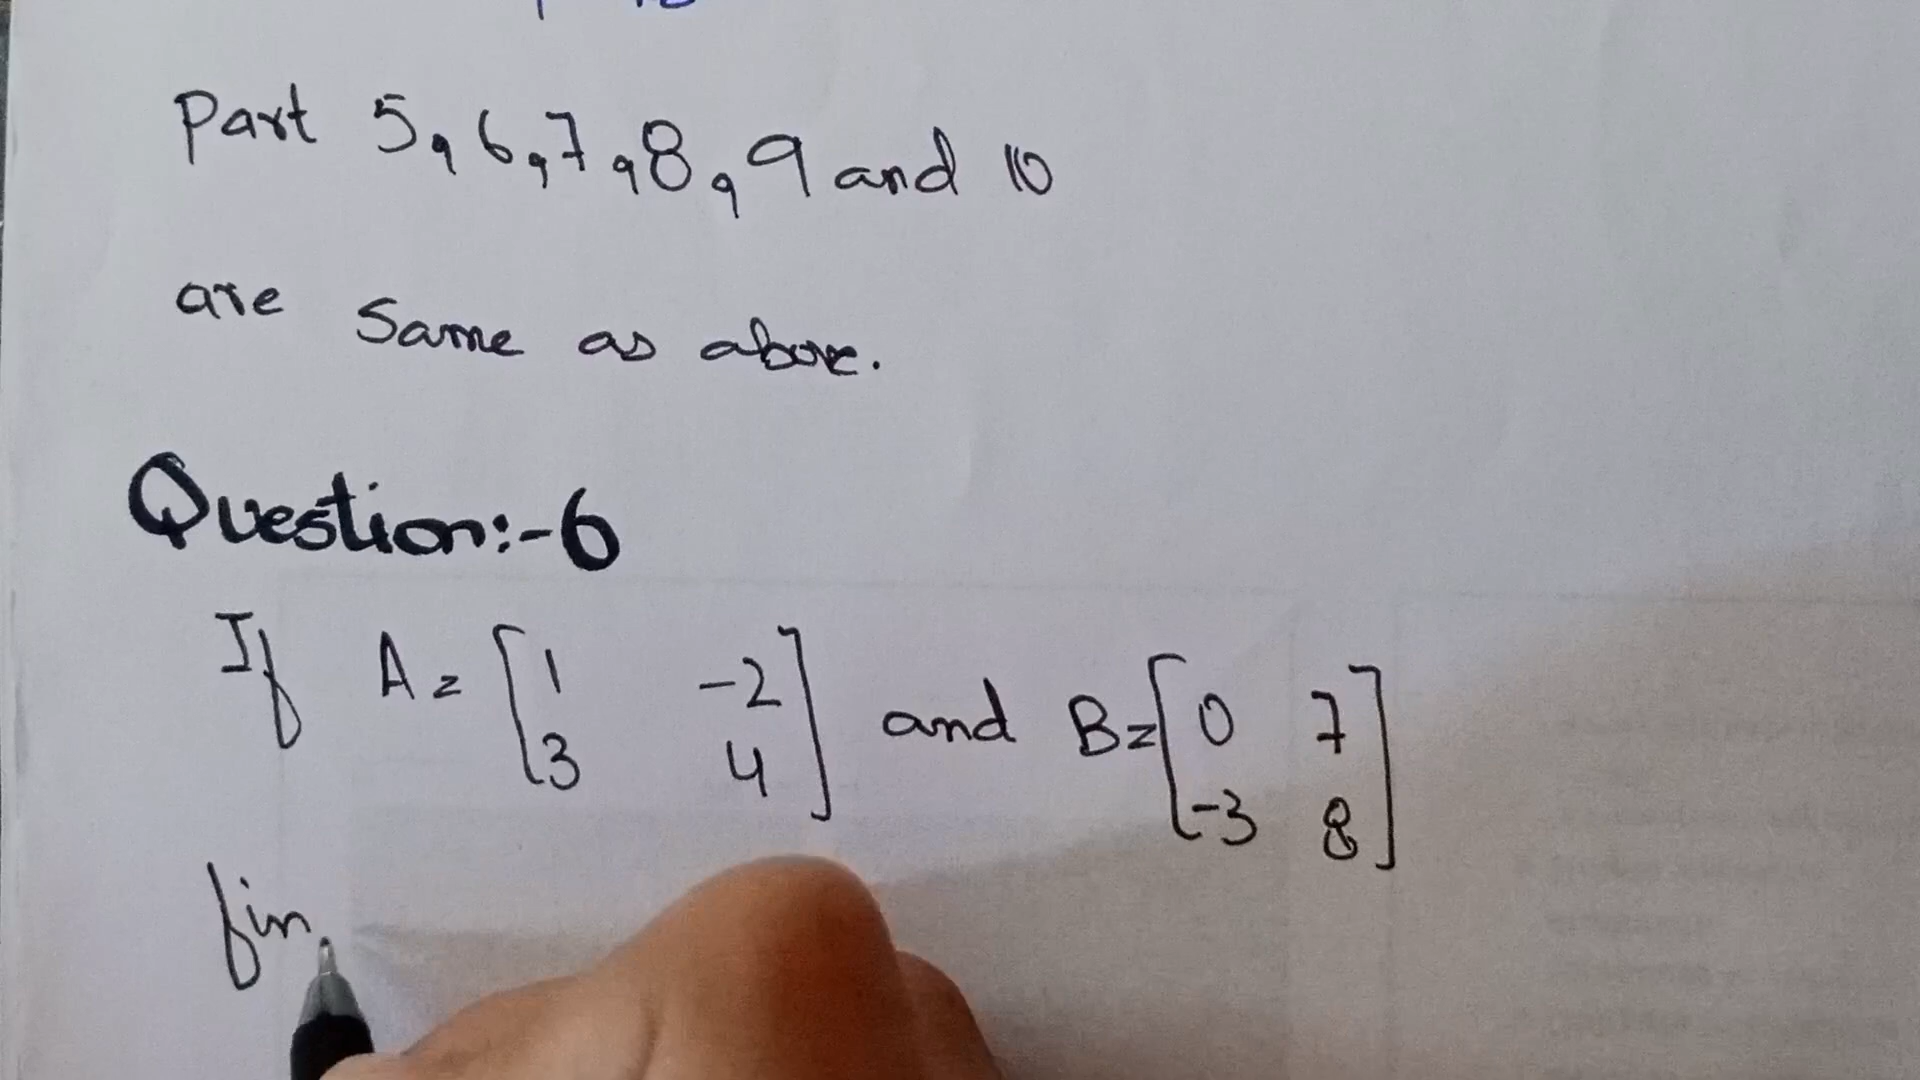 Part 5,6,7,8,9 and 10
are Same as above.
Question:-6
If A = [1 -2 and B = [0 7]
3 4] -3 8]
fin